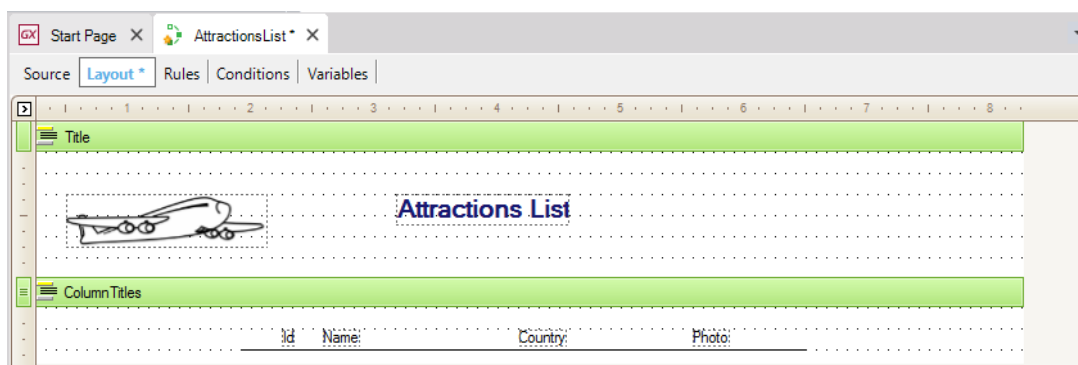 GX Start Page AttractionsList *
Source Layout * Rules Conditions Variables
1 2 3 4 5 6 7 8
Title
Attractions List
ColumnTitles
Id Name: Country: Photo: